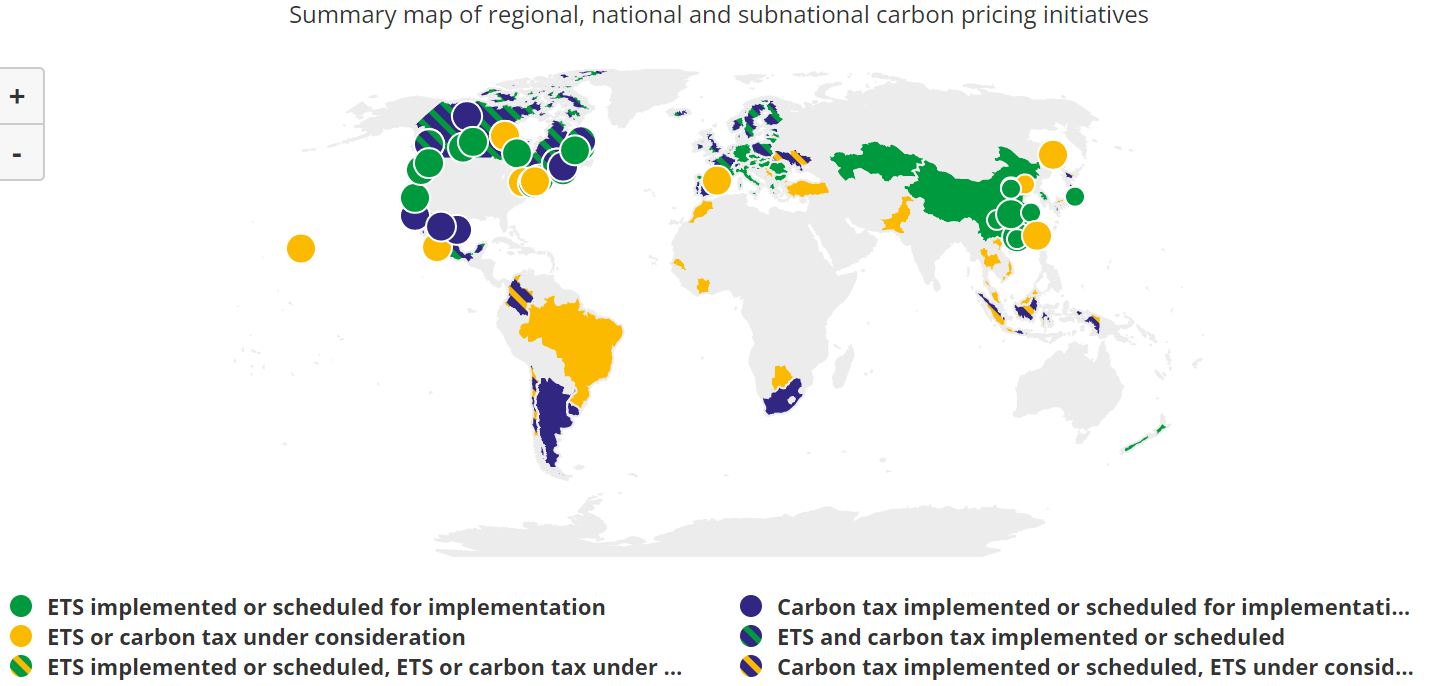 Summary map of regional, national and subnational carbon pricing initiatives
+
-
ETS implemented or scheduled for implementation
Carbon tax implemented or scheduled for implementati...
ETS or carbon tax under consideration
ETS and carbon tax implemented or scheduled
ETS implemented or scheduled, ETS or carbon tax under ...
Carbon tax implemented or scheduled, ETS under consid...